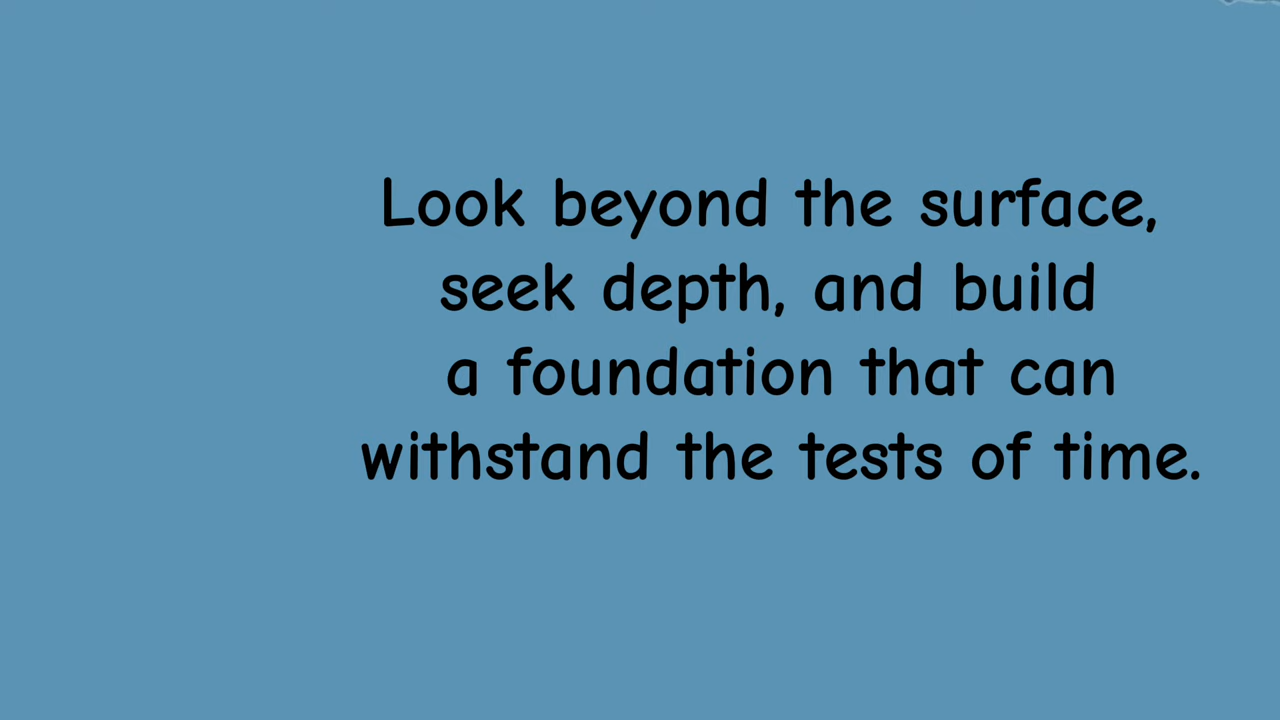 Look beyond the surface,
seek depth, and build
a foundation that can
withstand the tests of time.